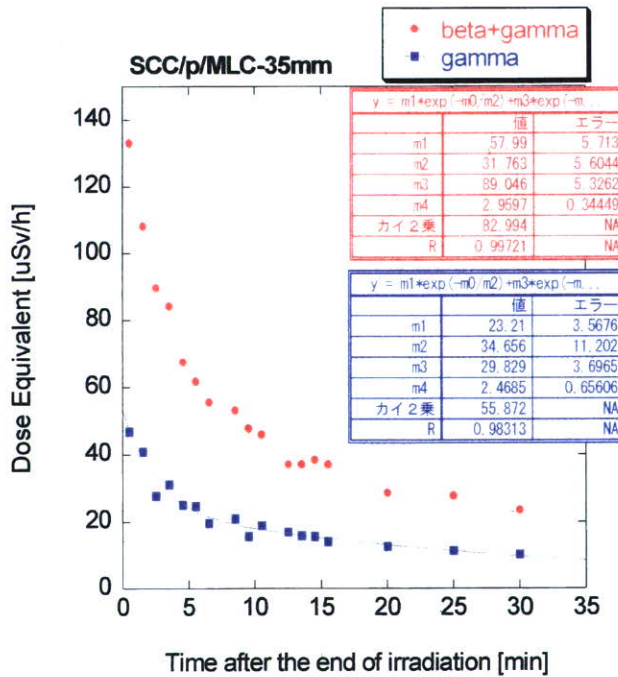 beta+gamma
gamma
SCC/p/MLC-35mm
y = m1*exp(-m0/m2)+m3*exp(-m...
値 エラー
m1 57.99 5.713
m2 31.763 5.6044
m3 89.046 5.3262
m4 2.9597 0.34449
カイ2乗 82.994 NA
R 0.99721 NA
y = m1*exp(-m0/m2)+m3*exp(-m...
値 エラー
m1 23.21 3.5676
m2 34.656 11.202
m3 29.829 3.6965
m4 2.4685 0.65606
カイ2乗 55.872 NA
R 0.98313 NA
Dose Equivalent [uSv/h]
140
120
100
80
60
40
20
0
0 5 10 15 20 25 30 35
Time after the end of irradiation [min]